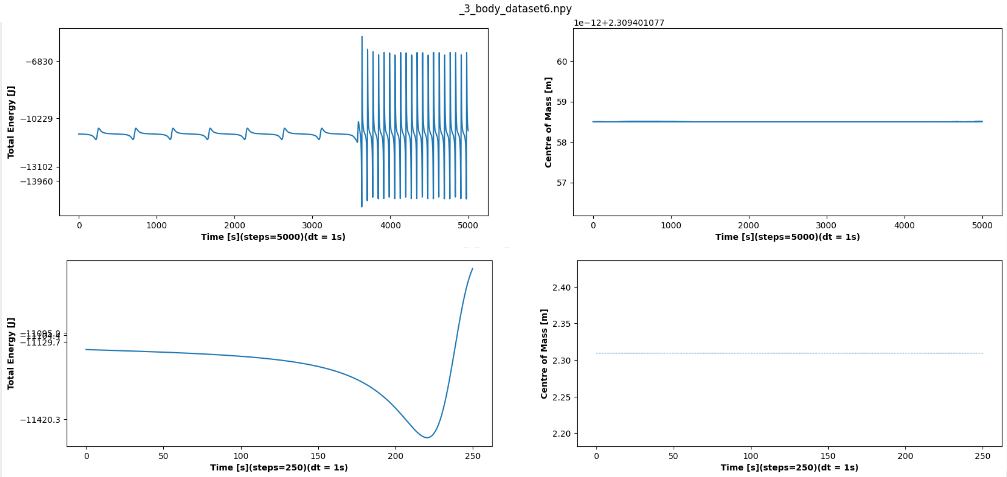 _3_body_dataset6.npy
1e−12+2.309401077
Total Energy [J]
−6830
−10229
−13102
−13960
0 1000 2000 3000 4000 5000
Time [s](steps=5000)(dt = 1s)
Centre of Mass [m]
60
59
58
57
0 1000 2000 3000 4000 5000
Time [s](steps=5000)(dt = 1s)
Total Energy [J]
−11129.7
−11420.3
0 50 100 150 200 250
Time [s](steps=250)(dt = 1s)
Centre of Mass [m]
2.40
2.35
2.30
2.25
2.20
0 50 100 150 200 250
Time [s](steps=250)(dt = 1s)